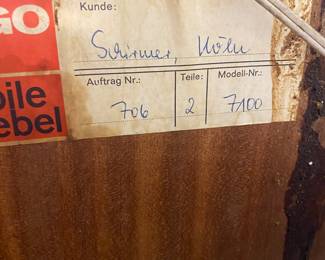 Kunde:
GO
Schirmer, Köln
Auftrag Nr.: Teile: Modell-Nr.:
706 2 7100
bile
ebel